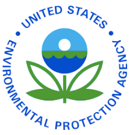 UNITED STATES
ENVIRONMENTAL PROTECTION AGENCY